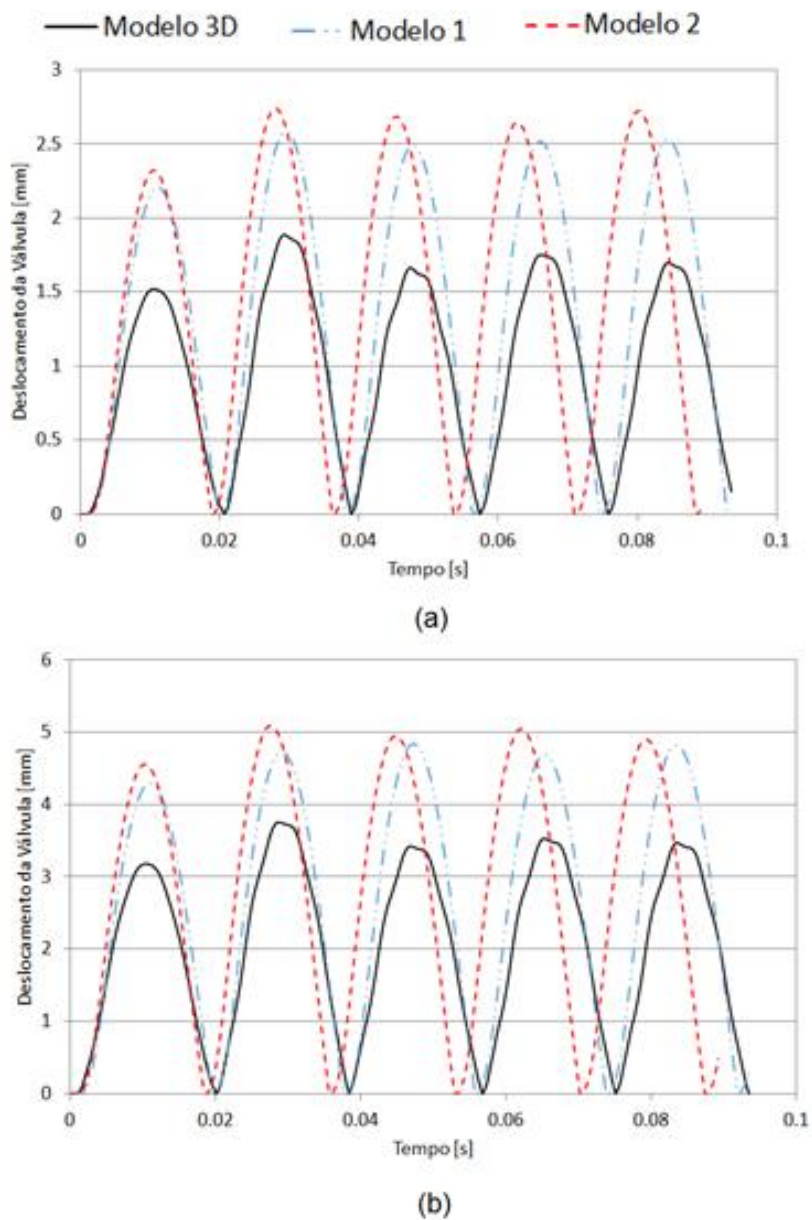 Modelo 3D Modelo 1 Modelo 2
Deslocamento da Válvula [mm]
3
2.5
2
1.5
1
0.5
0
0 0.02 0.04 0.06 0.08 0.1
Tempo [s]
(a)
Deslocamento da Válvula [mm]
6
5
4
3
2
1
0
0 0.02 0.04 0.06 0.08 0.1
Tempo [s]
(b)